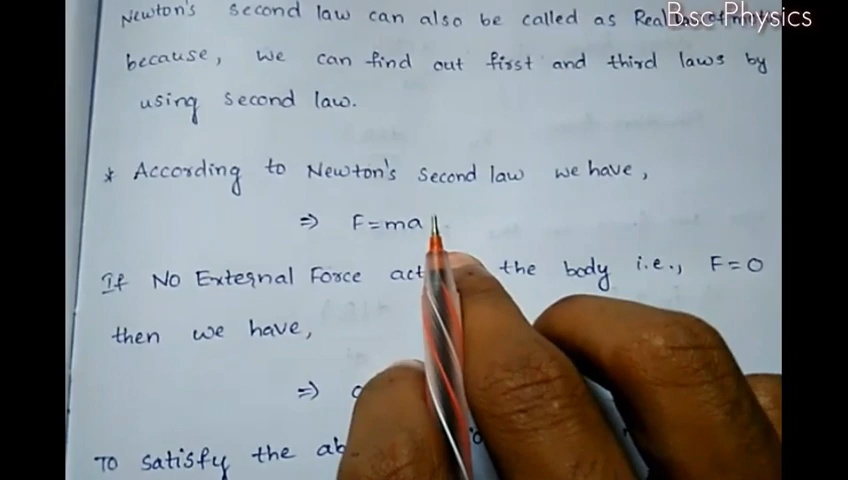 B.sc Physics
Newton's second law can also be called as Real
because, we can find out first and third laws by
using second law.
* According to Newton's second law we have,
⇒ F=ma
If No External Force act the body i.e., F=0
then we have,
⇒
To satisfy the